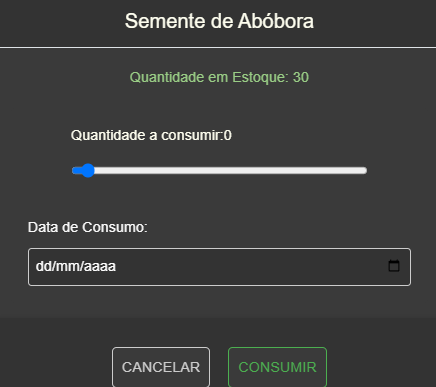 Semente de Abóbora
Quantidade em Estoque: 30
Quantidade a consumir:0
Data de Consumo:
dd/mm/aaaa
CANCELAR CONSUMIR